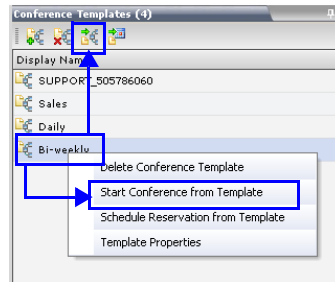 Conference Templates (4)
Display Name
SUPPORT_505786060
Sales
Daily
Bi-weekly
Delete Conference Template
Start Conference from Template
Schedule Reservation from Template
Template Properties